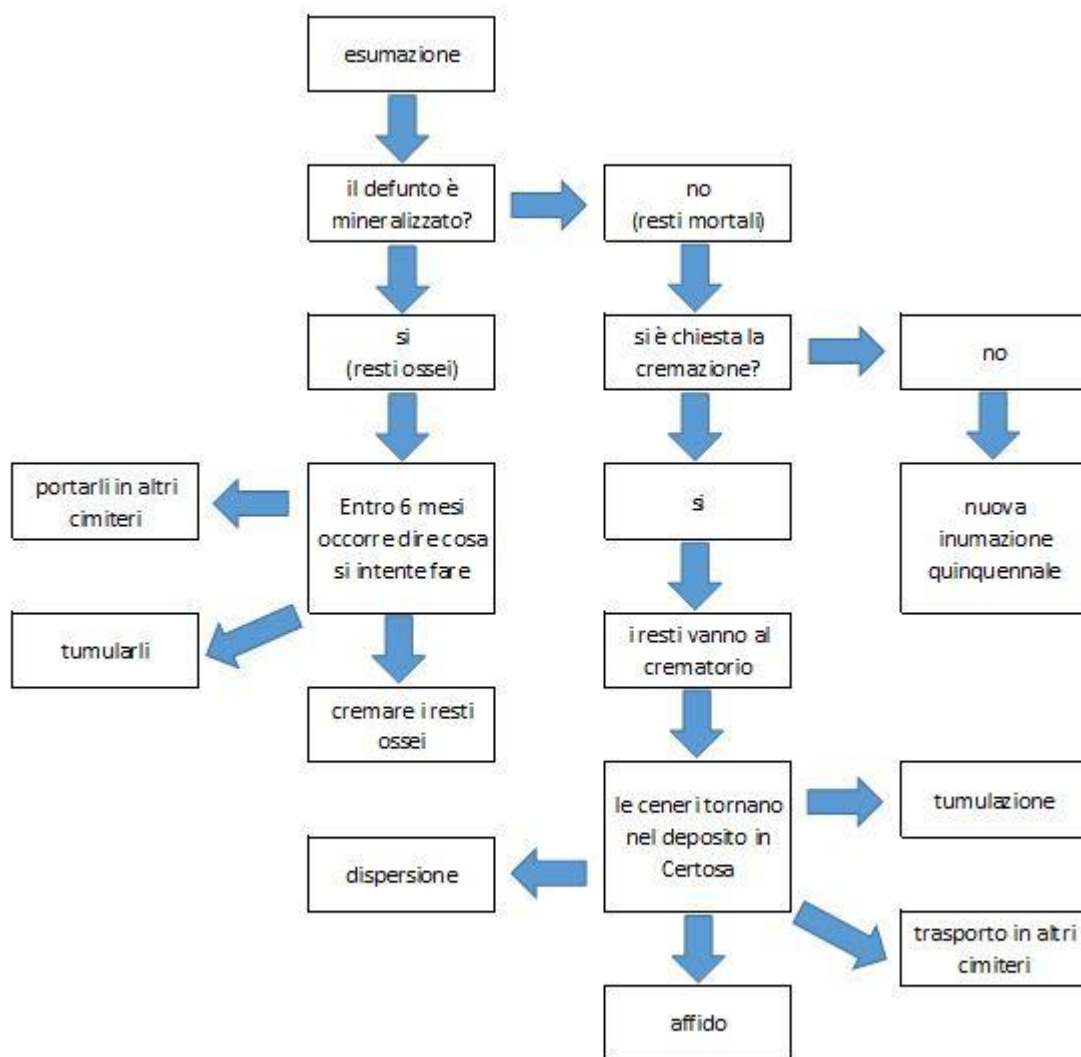 esumazione
il defunto è
mineralizzato?
no
(resti mortali)
si
(resti ossei)
si è chiesta la
cremazione?
no
portarli in altri
cimiteri
Entro 6 mesi
occorre dire cosa
si intente fare
si
nuova
inumazione
quinquennale
tumularli
i resti vanno al
crematorio
cremare i resti
ossei
le ceneri tornano
nel deposito in
Certosa
tumulazione
dispersione
trasporto in altri
cimiteri
affido